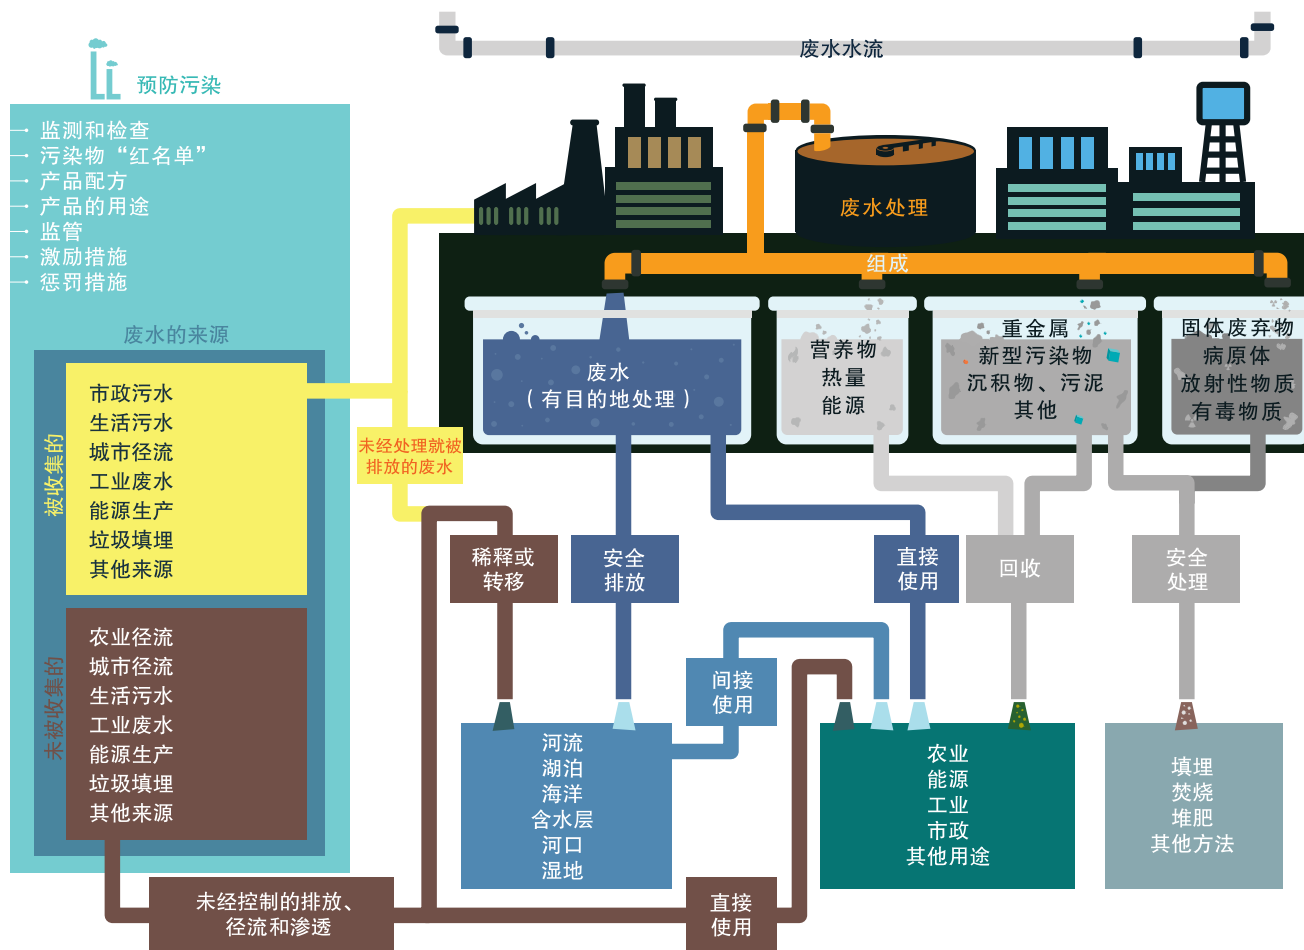 废水水流
预防污染
监测和检查
污染物“红名单”
产品配方
产品的用途
监管
激励措施
惩罚措施
废水的来源
被收集的
市政污水
生活污水
城市径流
工业废水
能源生产
垃圾填埋
其他来源
未被收集的
农业径流
城市径流
生活污水
工业废水
能源生产
垃圾填埋
其他来源
废水处理
组成
废水
(有目的地处理)
营养物
热量
能源
重金属
新型污染物
沉积物、污泥
其他
固体废弃物
病原体
放射性物质
有毒物质
未经处理就被
排放的废水
稀释或
转移
安全
排放
直接
使用
回收
安全
处理
间接
使用
河流
湖泊
海洋
含水层
河口
湿地
农业
能源
工业
市政
其他用途
填埋
焚烧
堆肥
其他方法
未经控制的排放、
径流和渗透
直接
使用